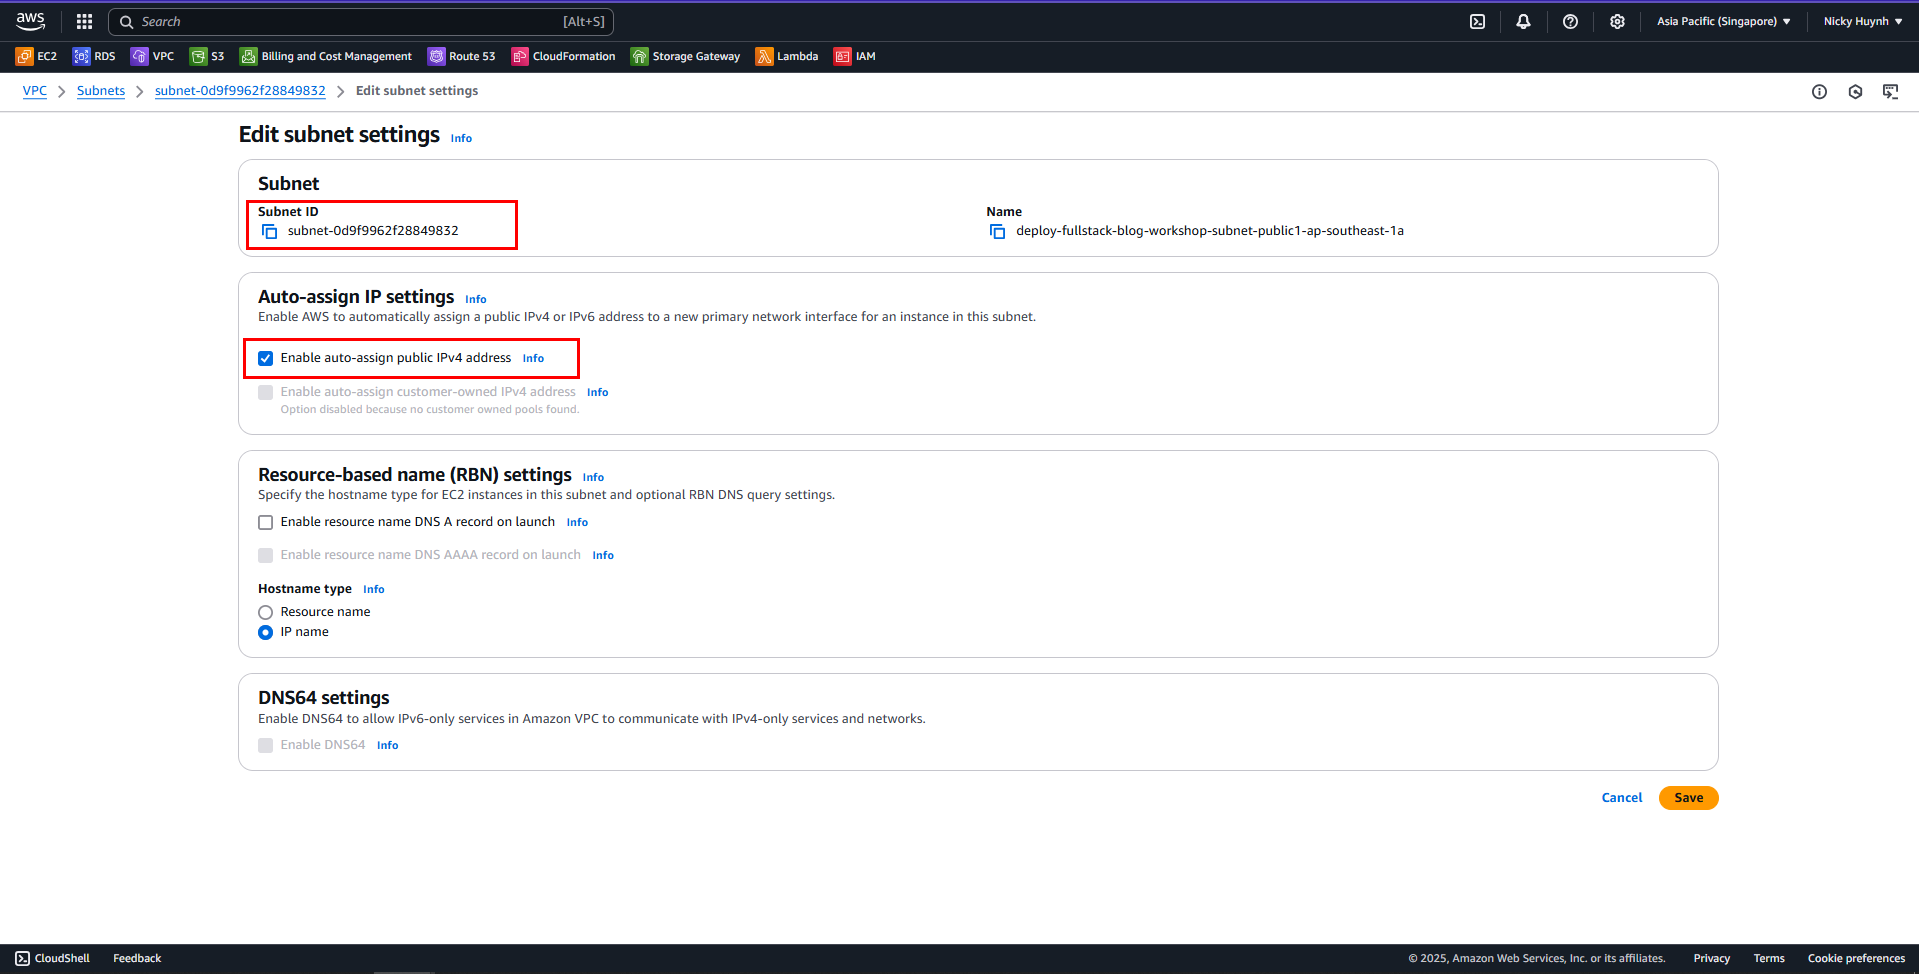 aws
Search [Alt+S]
Asia Pacific (Singapore)
Nicky Huynh
EC2 RDS VPC S3 Billing and Cost Management Route 53 CloudFormation Storage Gateway Lambda IAM
VPC Subnets subnet-0d9f9962f28849832 Edit subnet settings
Edit subnet settings Info
Subnet
Subnet ID
subnet-0d9f9962f28849832
Name
deploy-fullstack-blog-workshop-subnet-public1-ap-southeast-1a
Auto-assign IP settings Info
Enable AWS to automatically assign a public IPv4 or IPv6 address to a new primary network interface for an instance in this subnet.
Enable auto-assign public IPv4 address Info
Enable auto-assign customer-owned IPv4 address Info
Option disabled because no customer owned pools found.
Resource-based name (RBN) settings Info
Specify the hostname type for EC2 instances in this subnet and optional RBN DNS query settings.
Enable resource name DNS A record on launch Info
Enable resource name DNS AAAA record on launch Info
Hostname type Info
Resource name
IP name
DNS64 settings
Enable DNS64 to allow IPv6-only services in Amazon VPC to communicate with IPv4-only services and networks.
Enable DNS64 Info
Cancel Save
CloudShell Feedback © 2025, Amazon Web Services, Inc. or its affiliates. Privacy Terms Cookie preferences